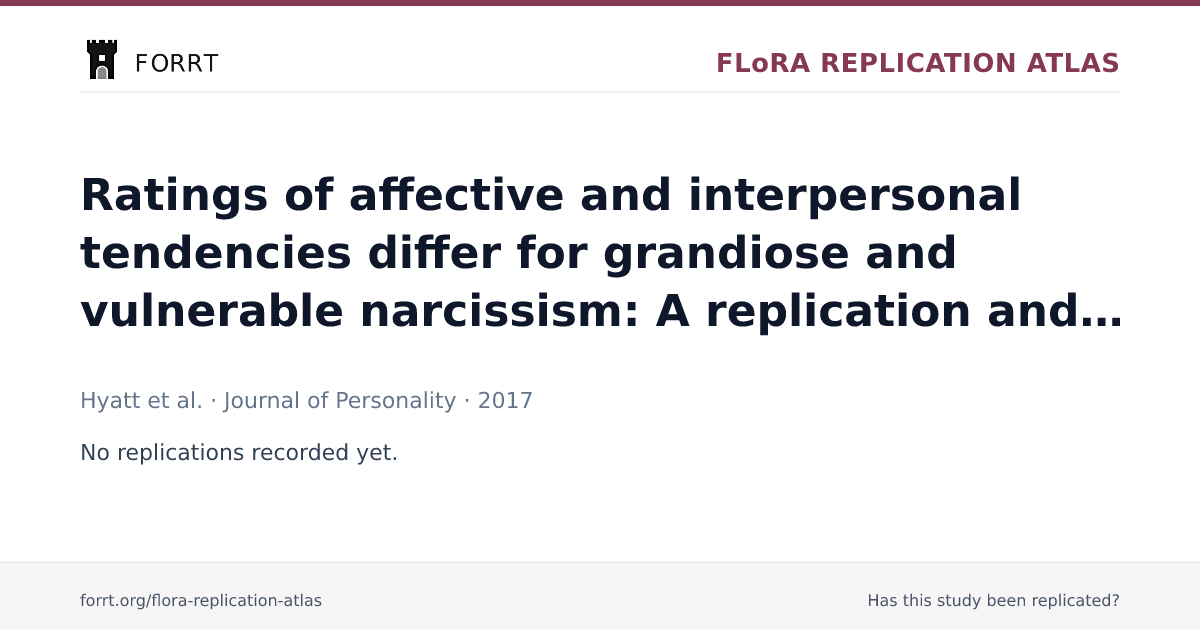 FORRT
FLoRA REPLICATION ATLAS
Ratings of affective and interpersonal
tendencies differ for grandiose and
vulnerable narcissism: A replication and…
Hyatt et al. · Journal of Personality · 2017
No replications recorded yet.
forrt.org/flora-replication-atlas
Has this study been replicated?